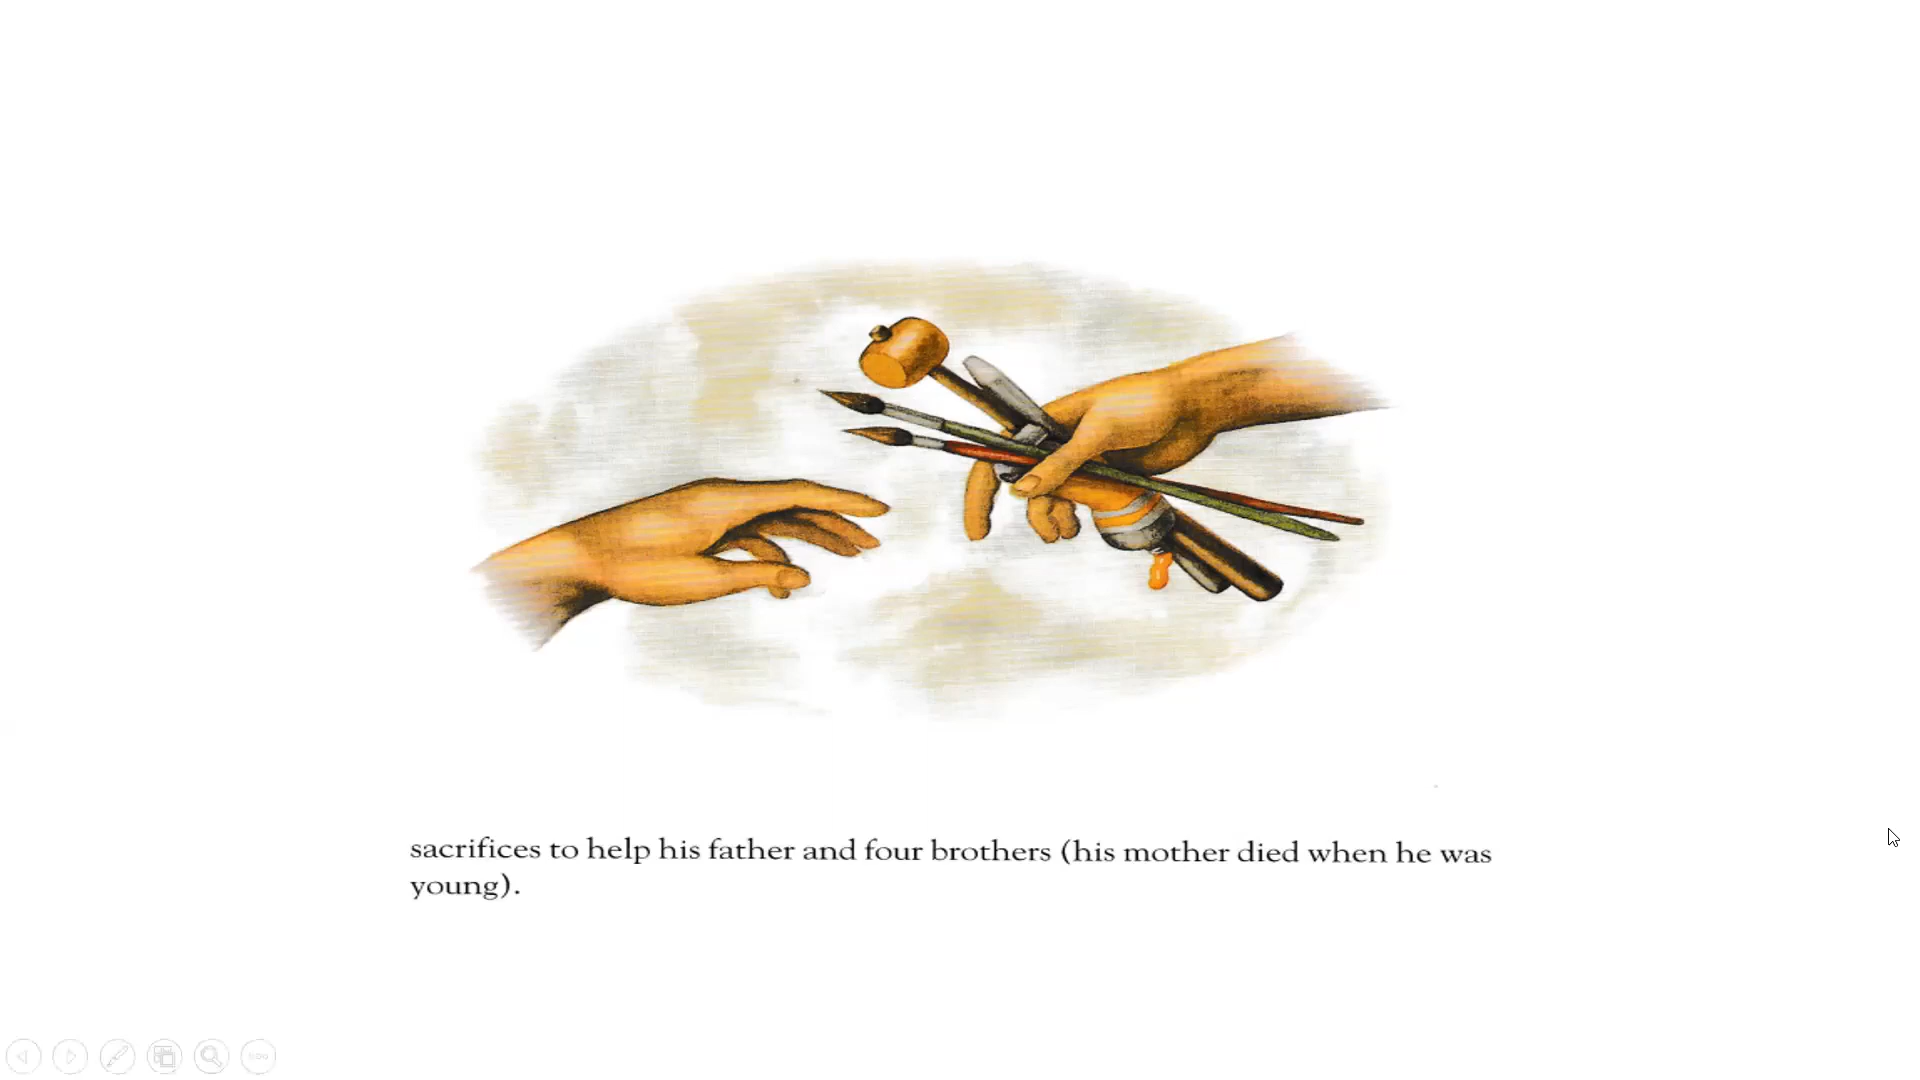 sacrifices to help his father and four brothers (his mother died when he was
young).